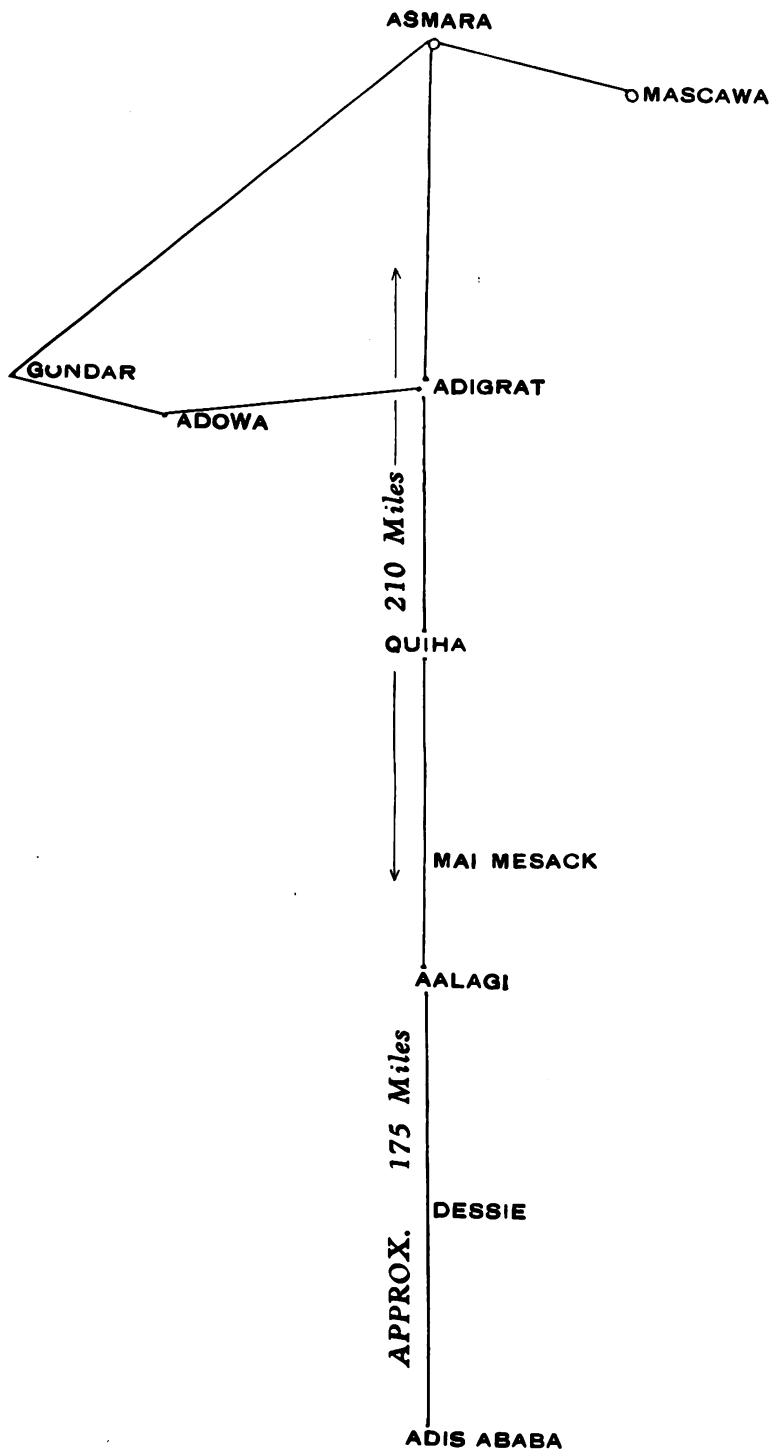 ASMARA
MASCAWA
GUNDAR
ADOWA
ADIGRAT
210 Miles
QUIHA
MAI MESACK
AALAGI
APPROX. 175 Miles
DESSIE
ADIS ABABA